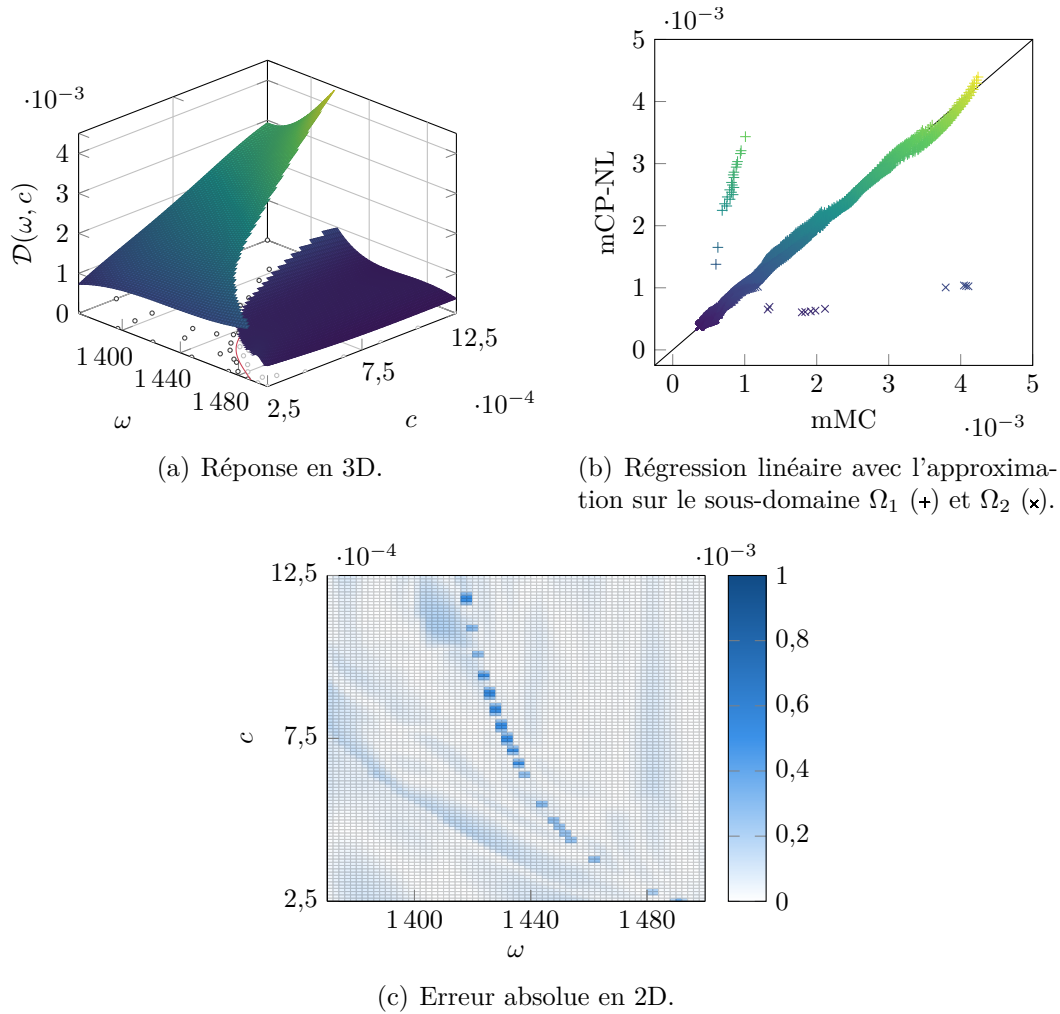 ·10⁻³
𝒟(ω, c)
4
3
2
1
0
1 400
1 440
1 480
ω
2,5
7,5
12,5
·10⁻⁴
c
(a) Réponse en 3D.
·10⁻³
mCP-NL
5
4
3
2
1
0
0 1 2 3 4 5
mMC
·10⁻³
(b) Régression linéaire avec l'approxima-
tion sur le sous-domaine Ω₁ (+) et Ω₂ (×).
·10⁻⁴
12,5
7,5
2,5
c
1 400 1 440 1 480
ω
·10⁻³
1
0,8
0,6
0,4
0,2
0
(c) Erreur absolue en 2D.